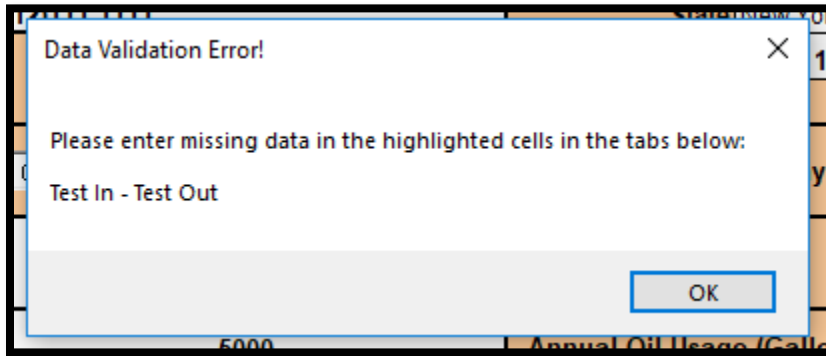 Data Validation Error!
Please enter missing data in the highlighted cells in the tabs below:
Test In - Test Out
OK
5000
Annual Oil Usage